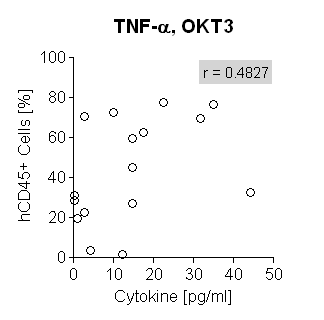 TNF-α, OKT3
r = 0.4827
hCD45+ Cells [%]
100
80
60
40
20
0
0 10 20 30 40 50
Cytokine [pg/ml]